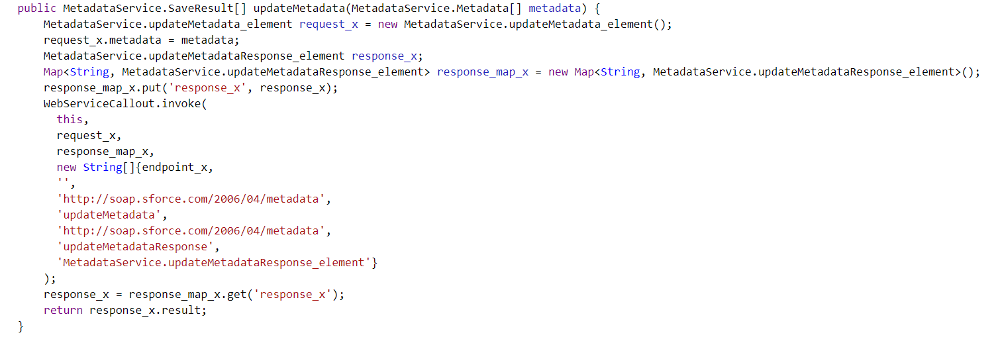 public MetadataService.SaveResult[] updateMetadata(MetadataService.Metadata[] metadata) {
MetadataService.updateMetadata_element request_x = new MetadataService.updateMetadata_element();
request_x.metadata = metadata;
MetadataService.updateMetadataResponse_element response_x;
Map<String, MetadataService.updateMetadataResponse_element> response_map_x = new Map<String, MetadataService.updateMetadataResponse_element>();
response_map_x.put('response_x', response_x);
WebServiceCallout.invoke(
this,
request_x,
response_map_x,
new String[]{endpoint_x,
'',
'http://soap.sforce.com/2006/04/metadata',
'updateMetadata',
'http://soap.sforce.com/2006/04/metadata',
'updateMetadataResponse',
'MetadataService.updateMetadataResponse_element'}
);
response_x = response_map_x.get('response_x');
return response_x.result;
}